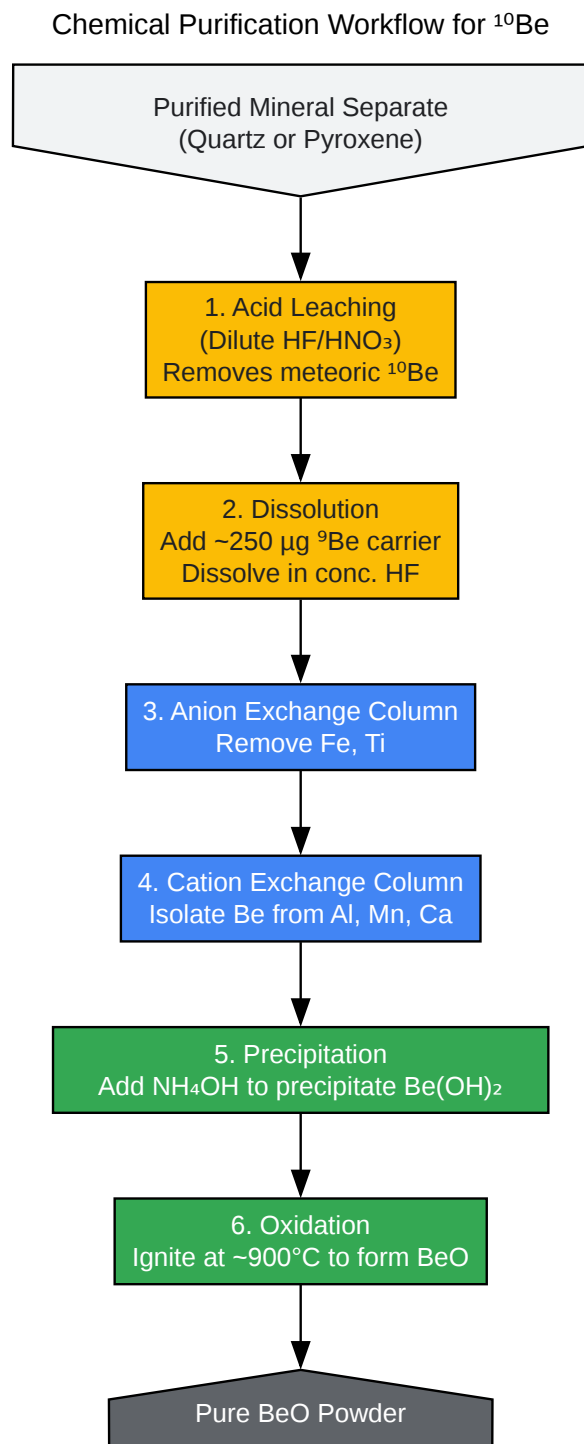 Chemical Purification Workflow for ¹⁰Be
Purified Mineral Separate
(Quartz or Pyroxene)
1. Acid Leaching
(Dilute HF/HNO₃)
Removes meteoric ¹⁰Be
2. Dissolution
Add ~250 µg ⁹Be carrier
Dissolve in conc. HF
3. Anion Exchange Column
Remove Fe, Ti
4. Cation Exchange Column
Isolate Be from Al, Mn, Ca
5. Precipitation
Add NH₄OH to precipitate Be(OH)₂
6. Oxidation
Ignite at ~900°C to form BeO
Pure BeO Powder